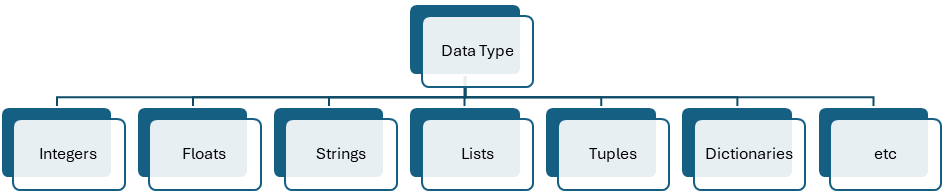 Data Type
Integers
Floats
Strings
Lists
Tuples
Dictionaries
etc